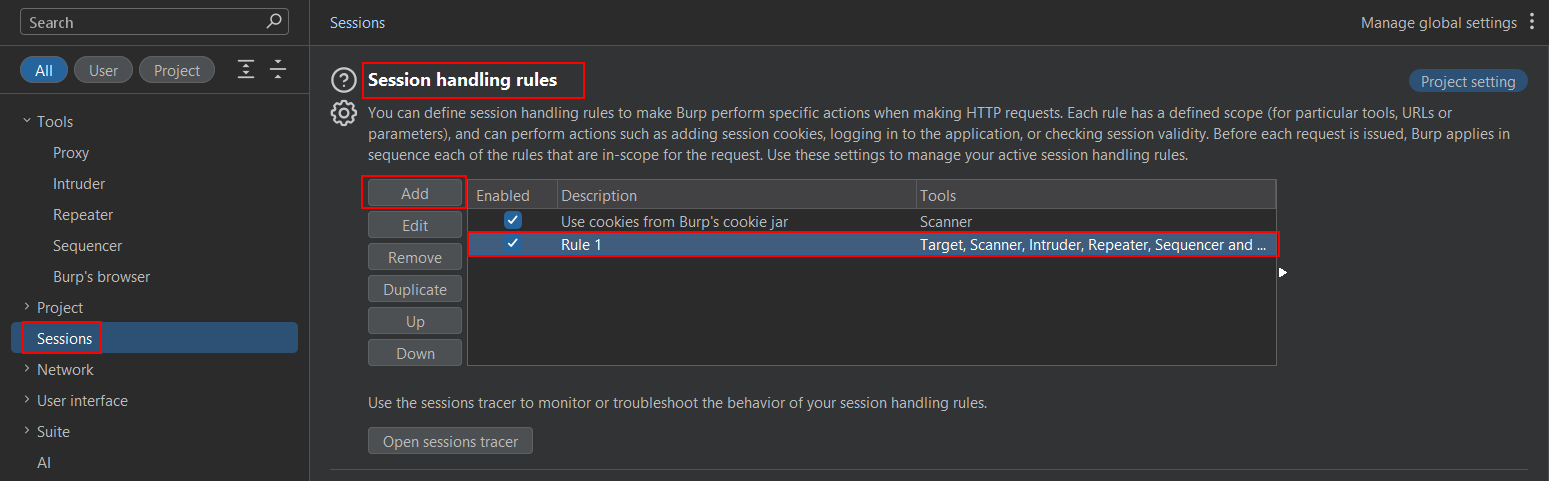 Search
All User Project
Tools
Proxy
Intruder
Repeater
Sequencer
Burp's browser
Project
Sessions
Network
User interface
Suite
AI
Sessions
Manage global settings
Session handling rules
Project setting
You can define session handling rules to make Burp perform specific actions when making HTTP requests. Each rule has a defined scope (for particular tools, URLs or
parameters), and can perform actions such as adding session cookies, logging in to the application, or checking session validity. Before each request is issued, Burp applies in
sequence each of the rules that are in-scope for the request. Use these settings to manage your active session handling rules.
Add
Edit
Remove
Duplicate
Up
Down
Enabled Description Tools
Use cookies from Burp's cookie jar Scanner
Rule 1 Target, Scanner, Intruder, Repeater, Sequencer and ...
Use the sessions tracer to monitor or troubleshoot the behavior of your session handling rules.
Open sessions tracer